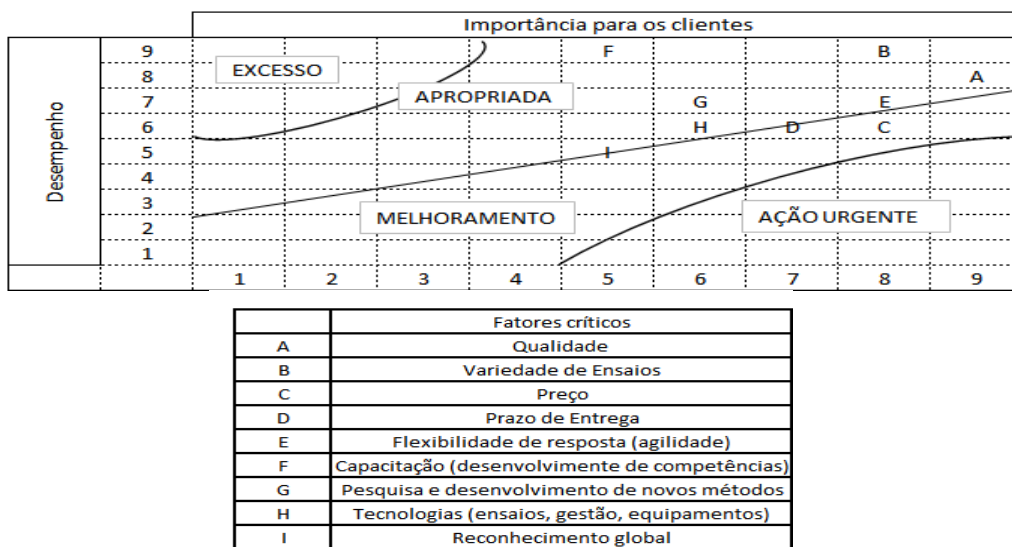 Importância para os clientes
Desempenho
9 F B
EXCESSO
8 A
APROPRIADA
7 G E
6 H D C
5 I
4
3
MELHORAMENTO
AÇÃO URGENTE
2
1
1 2 3 4 5 6 7 8 9
Fatores críticos
A Qualidade
B Variedade de Ensaios
C Preço
D Prazo de Entrega
E Flexibilidade de resposta (agilidade)
F Capacitação (desenvolvimente de competências)
G Pesquisa e desenvolvimento de novos métodos
H Tecnologias (ensaios, gestão, equipamentos)
I Reconhecimento global